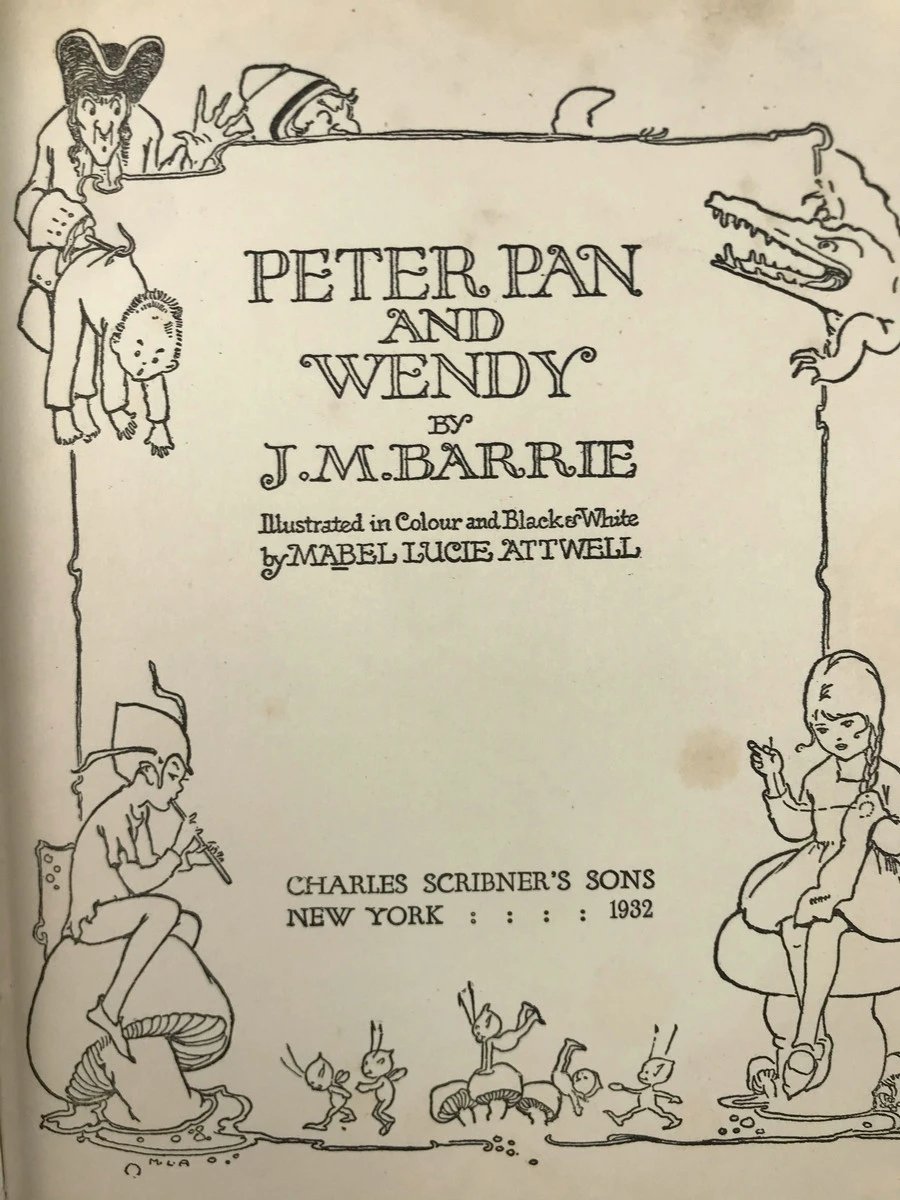 PETER PAN
AND
WENDY
BY
J.M.BARRIE
Illustrated in Colour and Black & White
by MABEL LUCIE ATTWELL
CHARLES SCRIBNER'S SONS
NEW YORK : : : : 1932
MLA